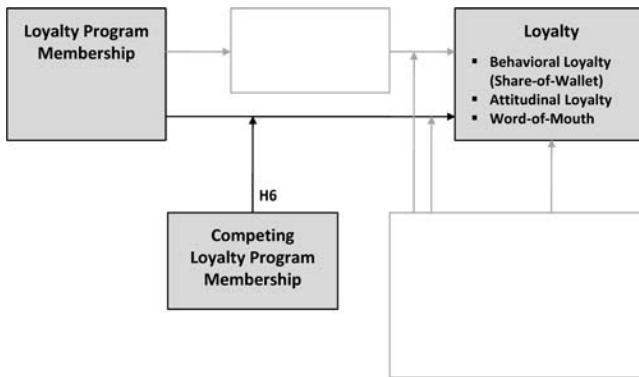 Loyalty Program
Membership
Loyalty
▪ Behavioral Loyalty
(Share-of-Wallet)
▪ Attitudinal Loyalty
▪ Word-of-Mouth
H6
Competing
Loyalty Program
Membership